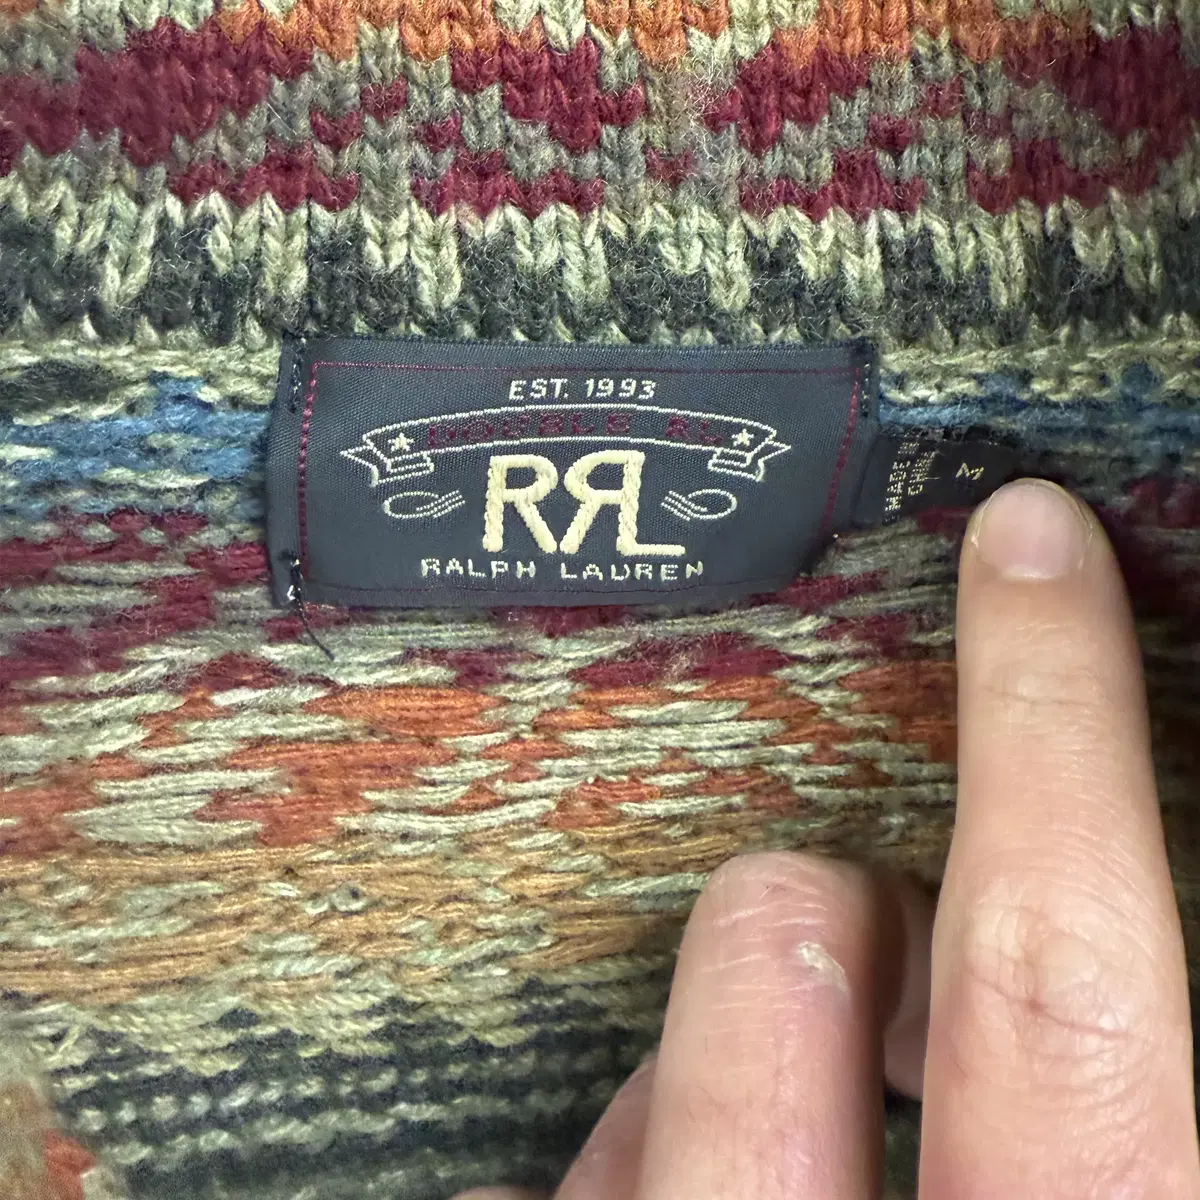 EST. 1993
DOUBLE RL
RRL
RALPH LAUREN
MADE IN
CHINA
M